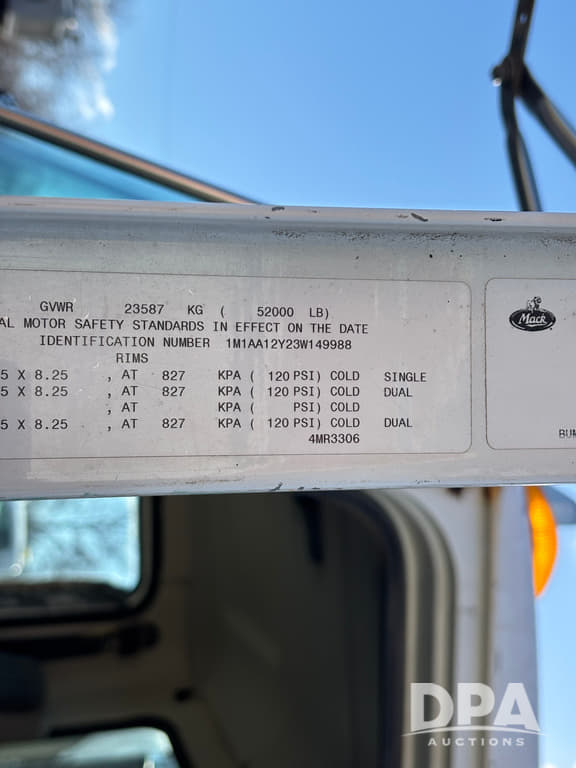 GVWR 23587 KG ( 52000 LB)
AL MOTOR SAFETY STANDARDS IN EFFECT ON THE DATE
IDENTIFICATION NUMBER 1M1AA12Y23W149988
RIMS
5 X 8.25 , AT 827 KPA ( 120 PSI) COLD SINGLE
5 X 8.25 , AT 827 KPA ( 120 PSI) COLD DUAL
, AT KPA ( PSI) COLD
5 X 8.25 , AT 827 KPA ( 120 PSI) COLD DUAL
4MR3306
Mack
BUM
DPA
AUCTIONS